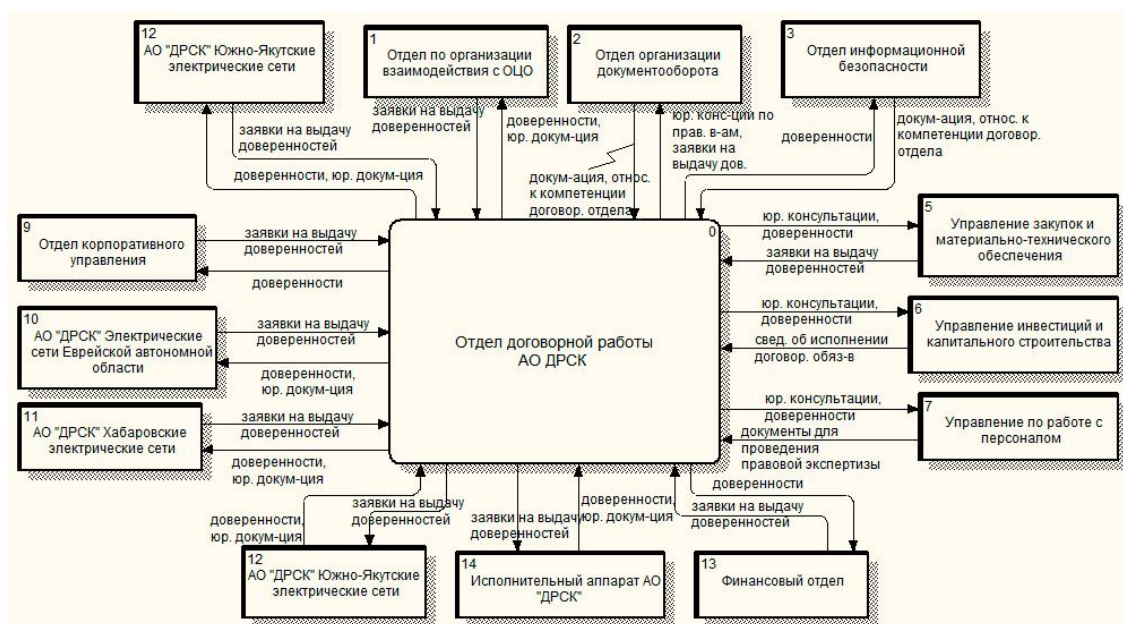 12
АО "ДРСК" Южно-Якутские
электрические сети
1
Отдел по организации
взаимодействия с ОЦО
2
Отдел организации
документооборота
3
Отдел информационной
безопасности
заявки на выдачу
доверенностей
доверенности, юр. докум-ция
заявки на выдачу
доверенностей
доверенности,
юр. докум-ция
докум-ация, относ.
к компетенции
договор. отдела
юр. конс-ции по
прав. в-ам,
заявки на
выдачу дов.
доверенности
докум-ация, относ. к
компетенции договор.
отдела
9
Отдел корпоративного
управления
заявки на выдачу
доверенностей
доверенности
10
АО "ДРСК" Электрические
сети Еврейской автономной
области
заявки на выдачу
доверенностей
доверенности,
юр. докум-ция
11
АО "ДРСК" Хабаровские
электрические сети
заявки на выдачу
доверенностей
доверенности,
юр. докум-ция
0
Отдел договорной работы
АО ДРСК
юр. консультации,
доверенности
заявки на выдачу
доверенностей
5
Управление закупок и
материально-технического
обеспечения
юр. консультации,
доверенности
свед. об исполнении
договор. обяз-в
6
Управление инвестиций и
капитального строительства
юр. консультации,
доверенности
документы для
проведения
правовой экспертизы
7
Управление по работе с
персоналом
доверенности,
юр. докум-ция
заявки на выдачу
доверенностей
12
АО "ДРСК" Южно-Якутские
электрические сети
заявки на выдачу
доверенностей
доверенности,
юр. докум-ция
14
Исполнительный аппарат АО
"ДРСК"
доверенности
заявки на выдачу
доверенностей
13
Финансовый отдел